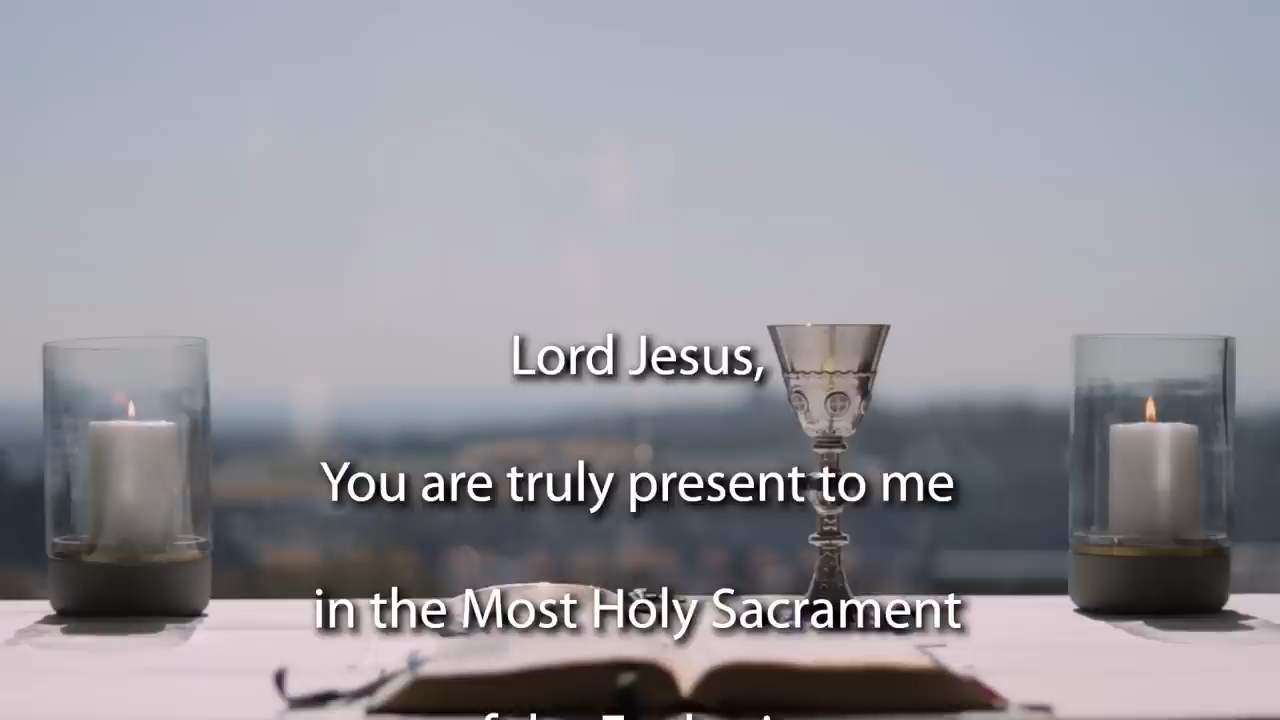 Lord Jesus,
You are truly present to me
in the Most Holy Sacrament